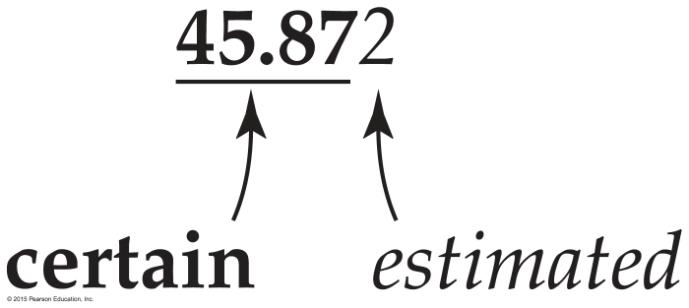 45.872
certain estimated
© 2015 Pearson Education, Inc.